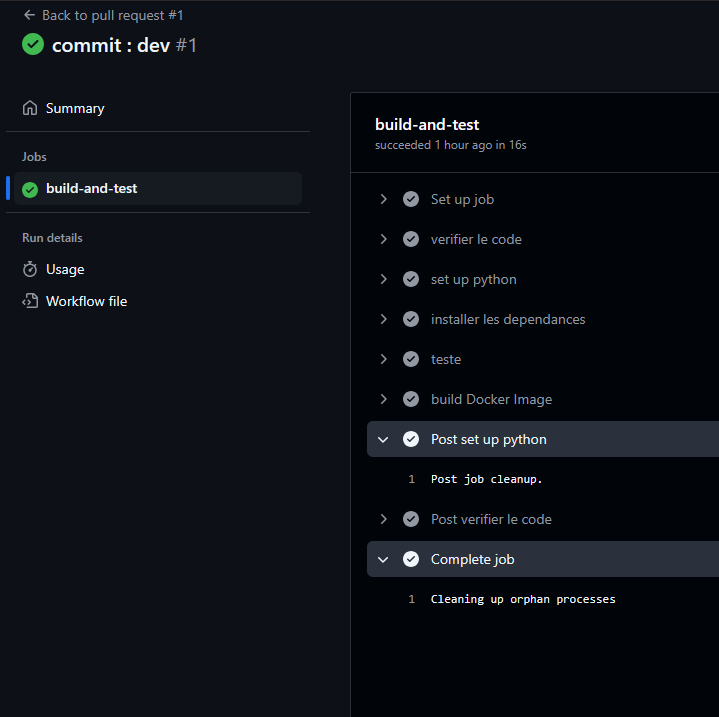 Back to pull request #1
commit : dev #1
Summary
Jobs
build-and-test
Run details
Usage
Workflow file
build-and-test
succeeded 1 hour ago in 16s
Set up job
verifier le code
set up python
installer les dependances
teste
build Docker Image
Post set up python
1 Post job cleanup.
Post verifier le code
Complete job
1 Cleaning up orphan processes